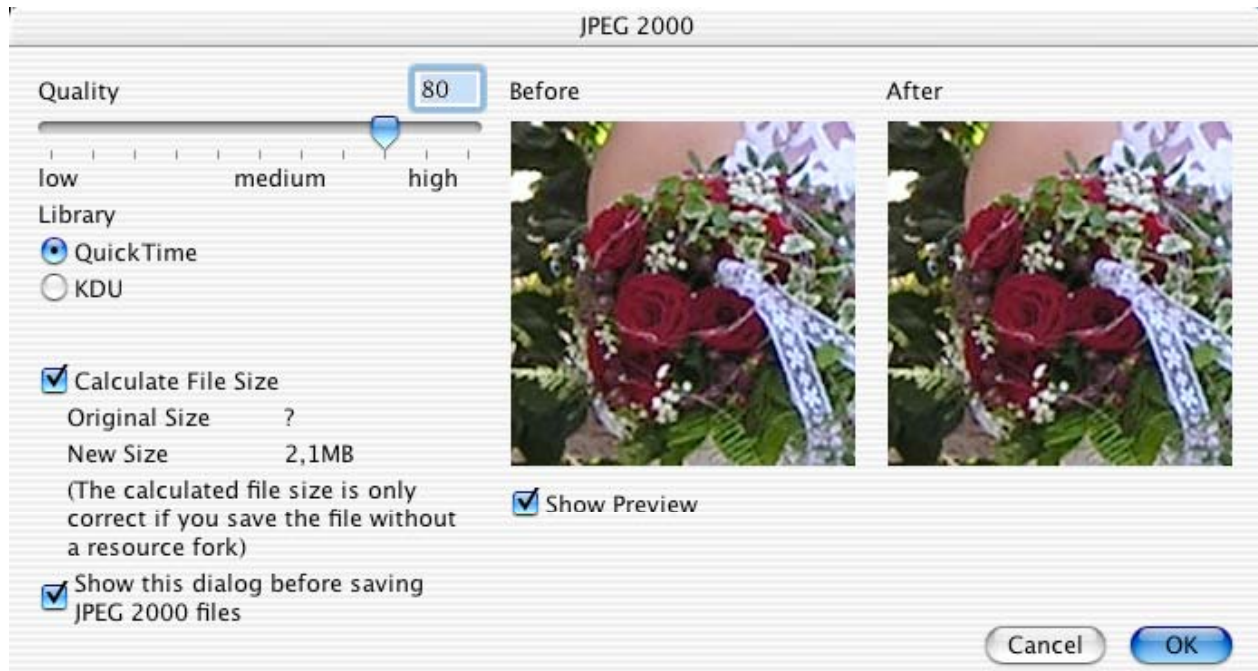 JPEG 2000
Quality
80
low medium high
Library
QuickTime
KDU
Calculate File Size
Original Size ?
New Size 2,1MB
(The calculated file size is only
correct if you save the file without
a resource fork)
Show this dialog before saving
JPEG 2000 files
Before
After
Show Preview
Cancel
OK